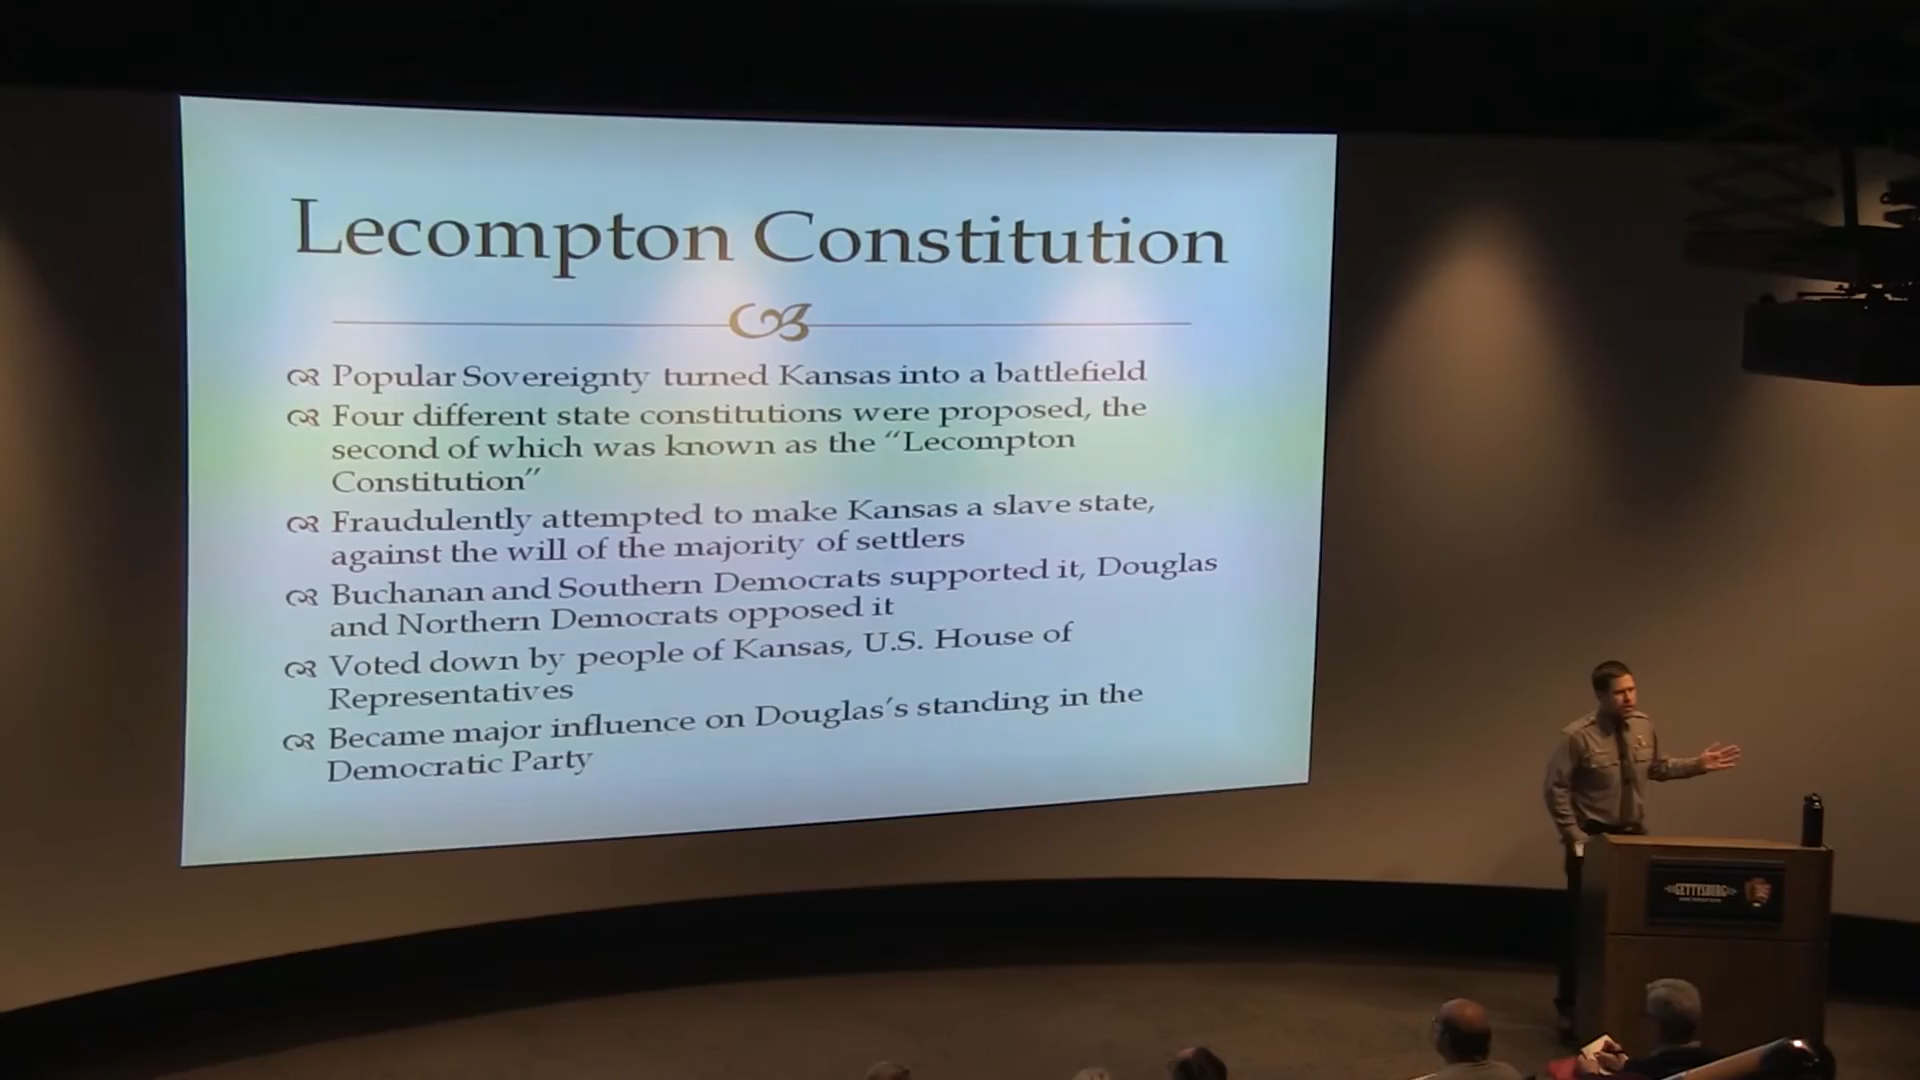 Lecompton Constitution
Popular Sovereignty turned Kansas into a battlefield
Four different state constitutions were proposed, the
second of which was known as the “Lecompton
Constitution”
Fraudulently attempted to make Kansas a slave state,
against the will of the majority of settlers
Buchanan and Southern Democrats supported it, Douglas
and Northern Democrats opposed it
Voted down by people of Kansas, U.S. House of
Representatives
Became major influence on Douglas’s standing in the
Democratic Party
GETTYSBURG